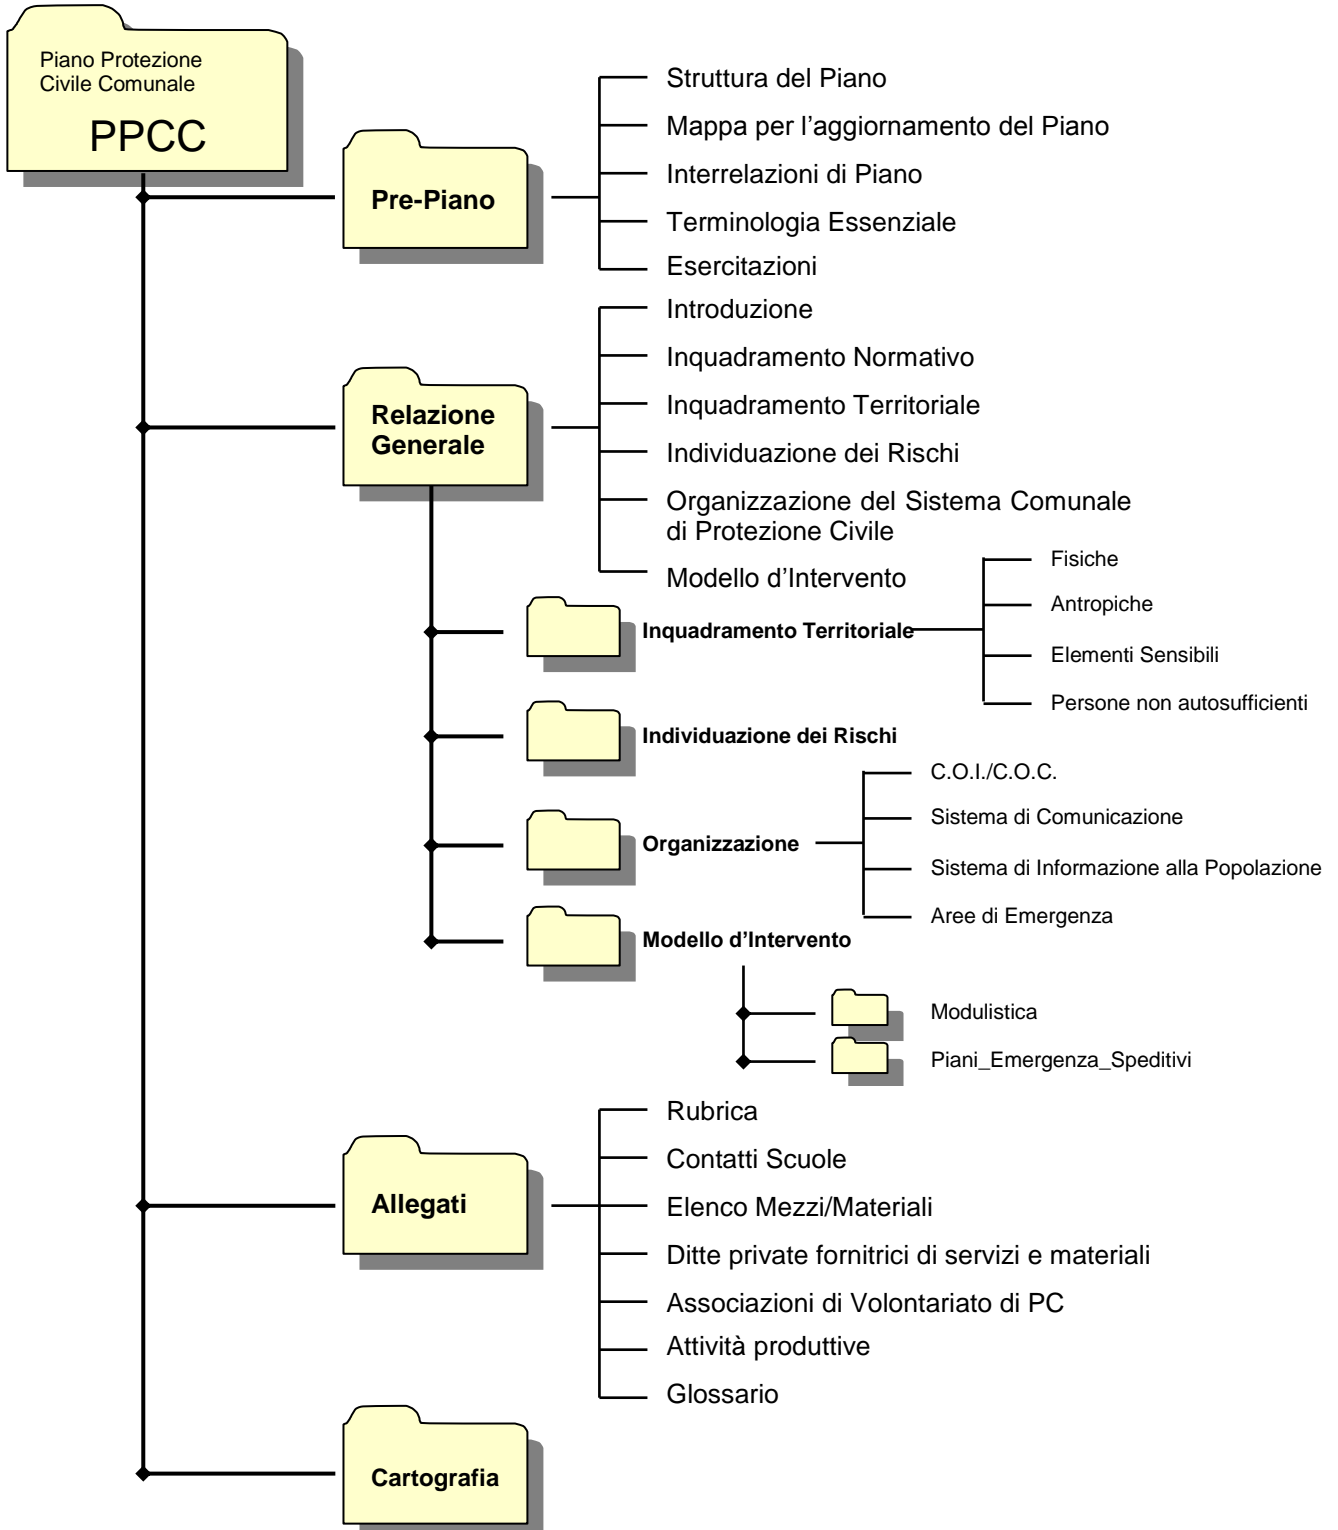 Piano Protezione
Civile Comunale
PPCC
Pre-Piano
Struttura del Piano
Mappa per l'aggiornamento del Piano
Interrelazioni di Piano
Terminologia Essenziale
Esercitazioni
Relazione
Generale
Introduzione
Inquadramento Normativo
Inquadramento Territoriale
Individuazione dei Rischi
Organizzazione del Sistema Comunale
di Protezione Civile
Modello d'Intervento
Inquadramento Territoriale
Fisiche
Antropiche
Elementi Sensibili
Persone non autosufficienti
Individuazione dei Rischi
Organizzazione
C.O.I./C.O.C.
Sistema di Comunicazione
Sistema di Informazione alla Popolazione
Aree di Emergenza
Modello d'Intervento
Modulistica
Piani_Emergenza_Speditivi
Allegati
Rubrica
Contatti Scuole
Elenco Mezzi/Materiali
Ditte private fornitrici di servizi e materiali
Associazioni di Volontariato di PC
Attività produttive
Glossario
Cartografia